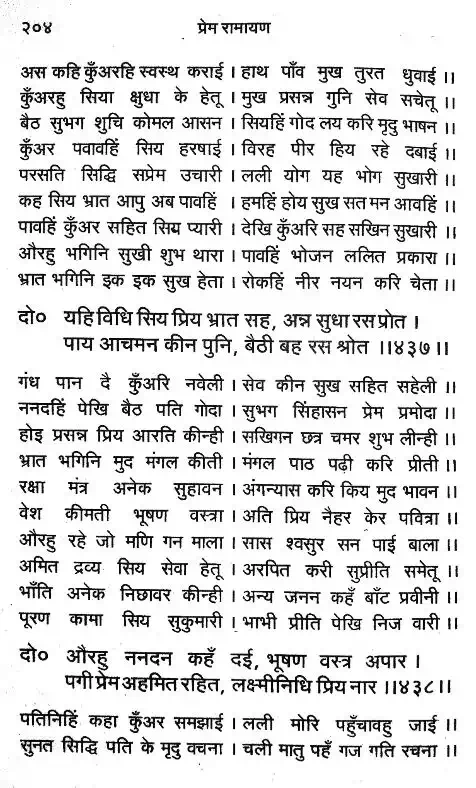 २०४ प्रेम रामायण
अस कहि कुँअरहि स्वस्थ कराई । हाथ पाँव मुख तुरत धुवाई ।।
कुँअरहु सिया क्षुधा के हेतू । मुख प्रसन्न गुनि सेव सचेतू ।।
बैठ सुभग शुचि कोमल आसन । सियहिं गोद लय करि मृदु भाषन ।।
कुँअर पवावहिं सिय हरषाई । विरह पीर हिय रहे दबाई ।।
परसति सिद्धि सप्रेम उचारी । लली योग यह भोग सुखारी ।।
कह सिय भ्रात आपु अब पावहिं । हमहिं होय सुख सत मन आवहिं ।।
पावहिं कुँअर सहित सिय प्यारी । देखि कुँअरि सह सखिन सुखारी ।।
औरहु भगिनि सुखी शुभ थारा । पावहिं भोजन ललित प्रकारा ।।
भ्रात भगिनि इक इक सुख हेता । रोकहिं नीर नयन करि चेता ।।
दो० यहि विधि सिय प्रिय भ्रात सह, अन्न सुधा रस प्रोत ।
पाय आचमन कीन पुनि, बैठी बह रस श्रोत ।।४३७।।
गंध पान दै कुँअरि नवेली । सेव कीन सुख सहित सहेली ।।
ननदहिं पेखि बैठ पति गोदा । सुभग सिंहासन प्रेम प्रमोदा ।।
होइ प्रसन्न प्रिय आरति कीन्ही । सखिगन छत्र चमर शुभ लीन्ही ।।
भ्रात भगिनि मुद मंगल कीती । मंगल पाठ पढ़ी करि प्रीती ।।
रक्षा मंत्र अनेक सुहावन । अंगन्यास करि किय मुद भावन ।।
वेश कीमती भूषण वस्त्रा । अति प्रिय नैहर केर पवित्रा ।।
औरहु रहे जो मणि गन माला । सास श्वसुर सन पाई बाला ।।
अमित द्रव्य सिय सेवा हेतू । अरपित करी सुप्रीति समेतू ।।
भाँति अनेक निछावर कीन्ही । अन्य जनन कहँ बाँट प्रवीनी ।।
पूरण कामा सिय सुकुमारी । भाभी प्रीति पेखि निज वारी ।।
दो० औरहु ननदन कहँ दई, भूषण वस्त्र अपार ।
पगी प्रेम अहमिति रहित, लक्ष्मीनिधि प्रिय नार ।।४३८।।
पतिनिहिं कहा कुँअर समझाई । लली मोरि पहुँचावहु जाई ।।
सुनत सिद्धि पति के मृदु वचना । चली मातु पहँ गज गति रचना ।।